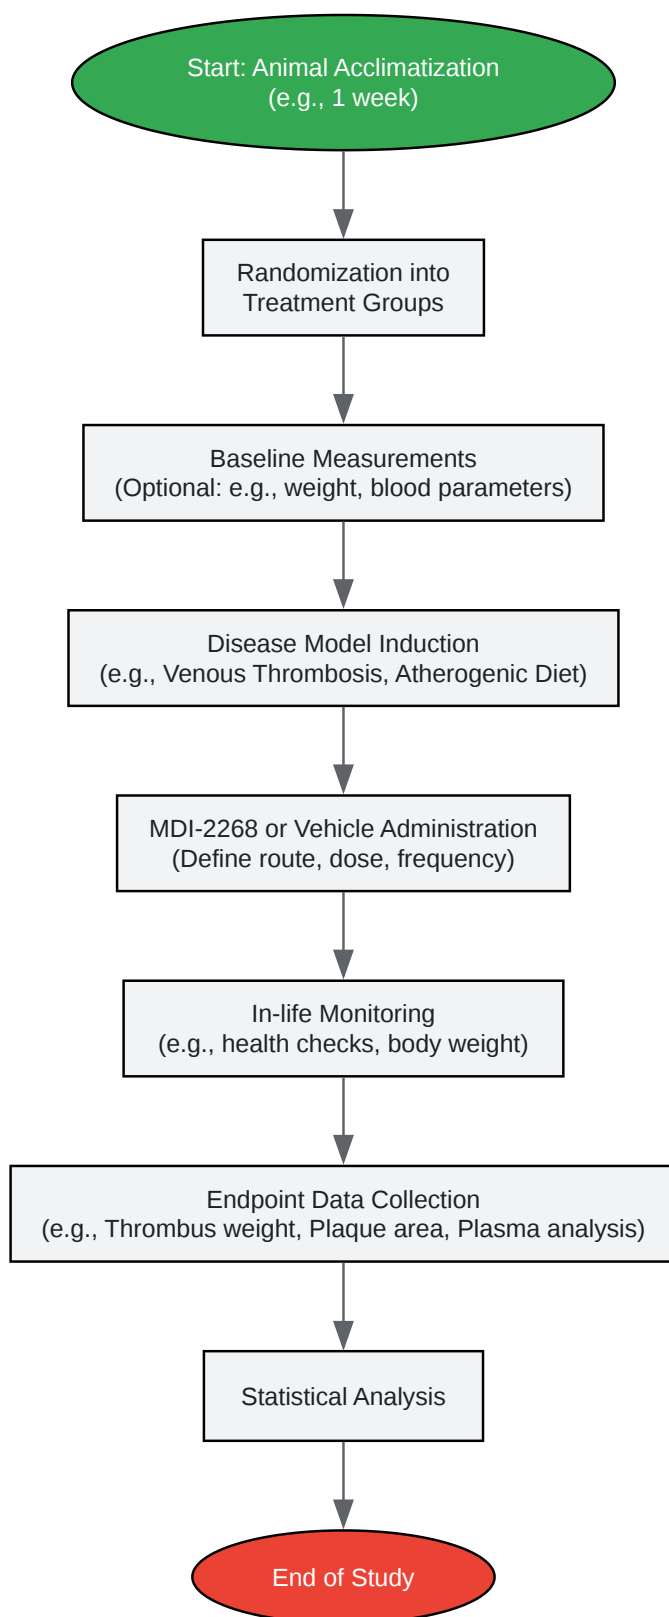 Start: Animal Acclimatization
(e.g., 1 week)
Randomization into
Treatment Groups
Baseline Measurements
(Optional: e.g., weight, blood parameters)
Disease Model Induction
(e.g., Venous Thrombosis, Atherogenic Diet)
MDI-2268 or Vehicle Administration
(Define route, dose, frequency)
In-life Monitoring
(e.g., health checks, body weight)
Endpoint Data Collection
(e.g., Thrombus weight, Plaque area, Plasma analysis)
Statistical Analysis
End of Study